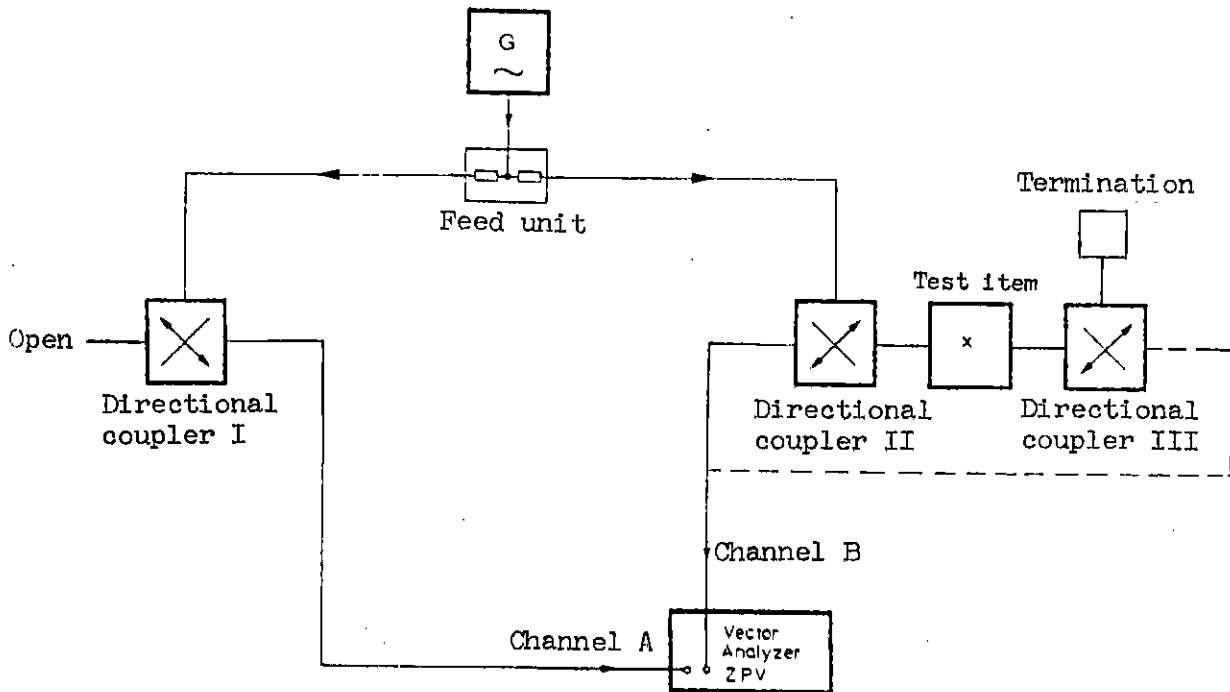 G
~
Feed unit
Termination
Test item
x
Open
Directional
coupler I
Directional
coupler II
Directional
coupler III
Channel B
Channel A
Vector
Analyzer
ZPV